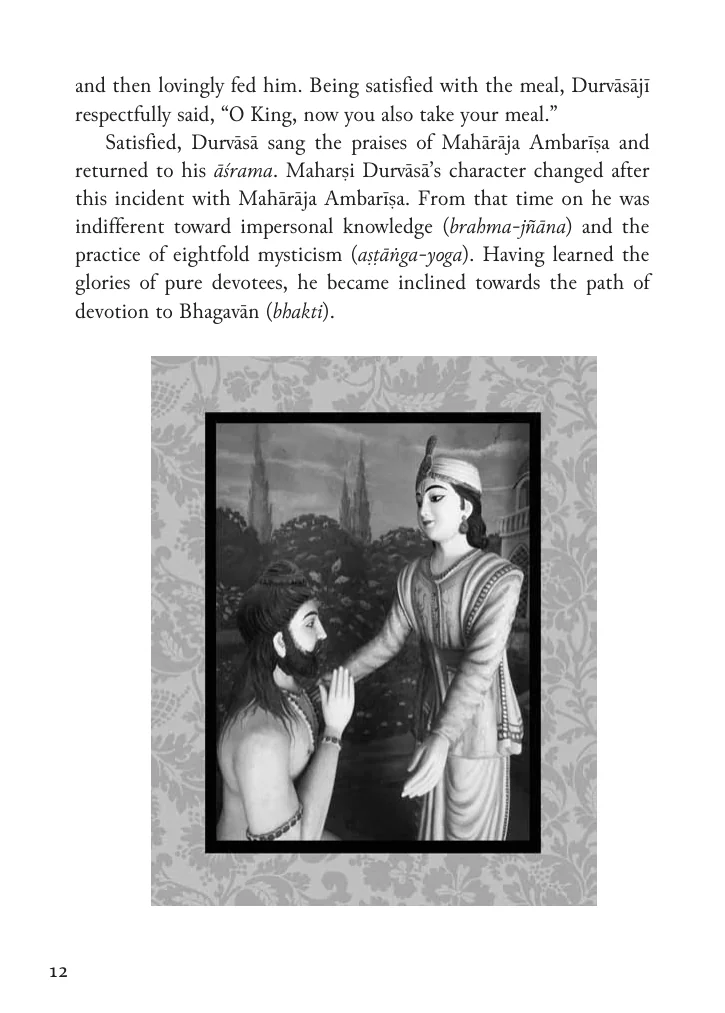 and then lovingly fed him. Being satisfied with the meal, Durvāsājī
respectfully said, “O King, now you also take your meal.”
Satisfied, Durvāsā sang the praises of Mahārāja Ambarīṣa and
returned to his āśrama. Maharṣi Durvāsā’s character changed after
this incident with Mahārāja Ambarīṣa. From that time on he was
indifferent toward impersonal knowledge (brahma-jñāna) and the
practice of eightfold mysticism (aṣṭāṅga-yoga). Having learned the
glories of pure devotees, he became inclined towards the path of
devotion to Bhagavān (bhakti).
12